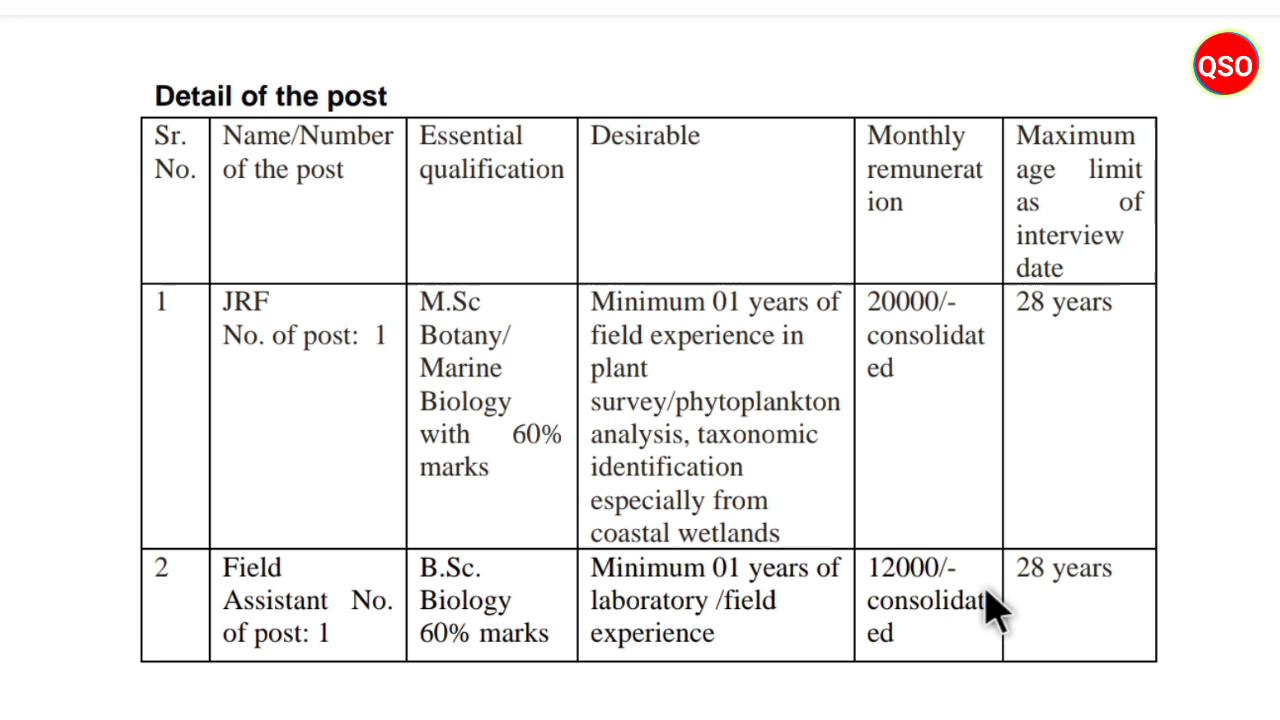 QSO
Detail of the post
Sr. No.
Name/Number of the post
Essential qualification
Desirable
Monthly remunerat ion
Maximum age limit as of interview date
1
JRF
No. of post: 1
M.Sc
Botany/
Marine
Biology
with 60%
marks
Minimum 01 years of
field experience in
plant
survey/phytoplankton
analysis, taxonomic
identification
especially from
coastal wetlands
20000/-
consolidat
ed
28 years
2
Field
Assistant No.
of post: 1
B.Sc.
Biology
60% marks
Minimum 01 years of
laboratory /field
experience
12000/-
consolidat
ed
28 years